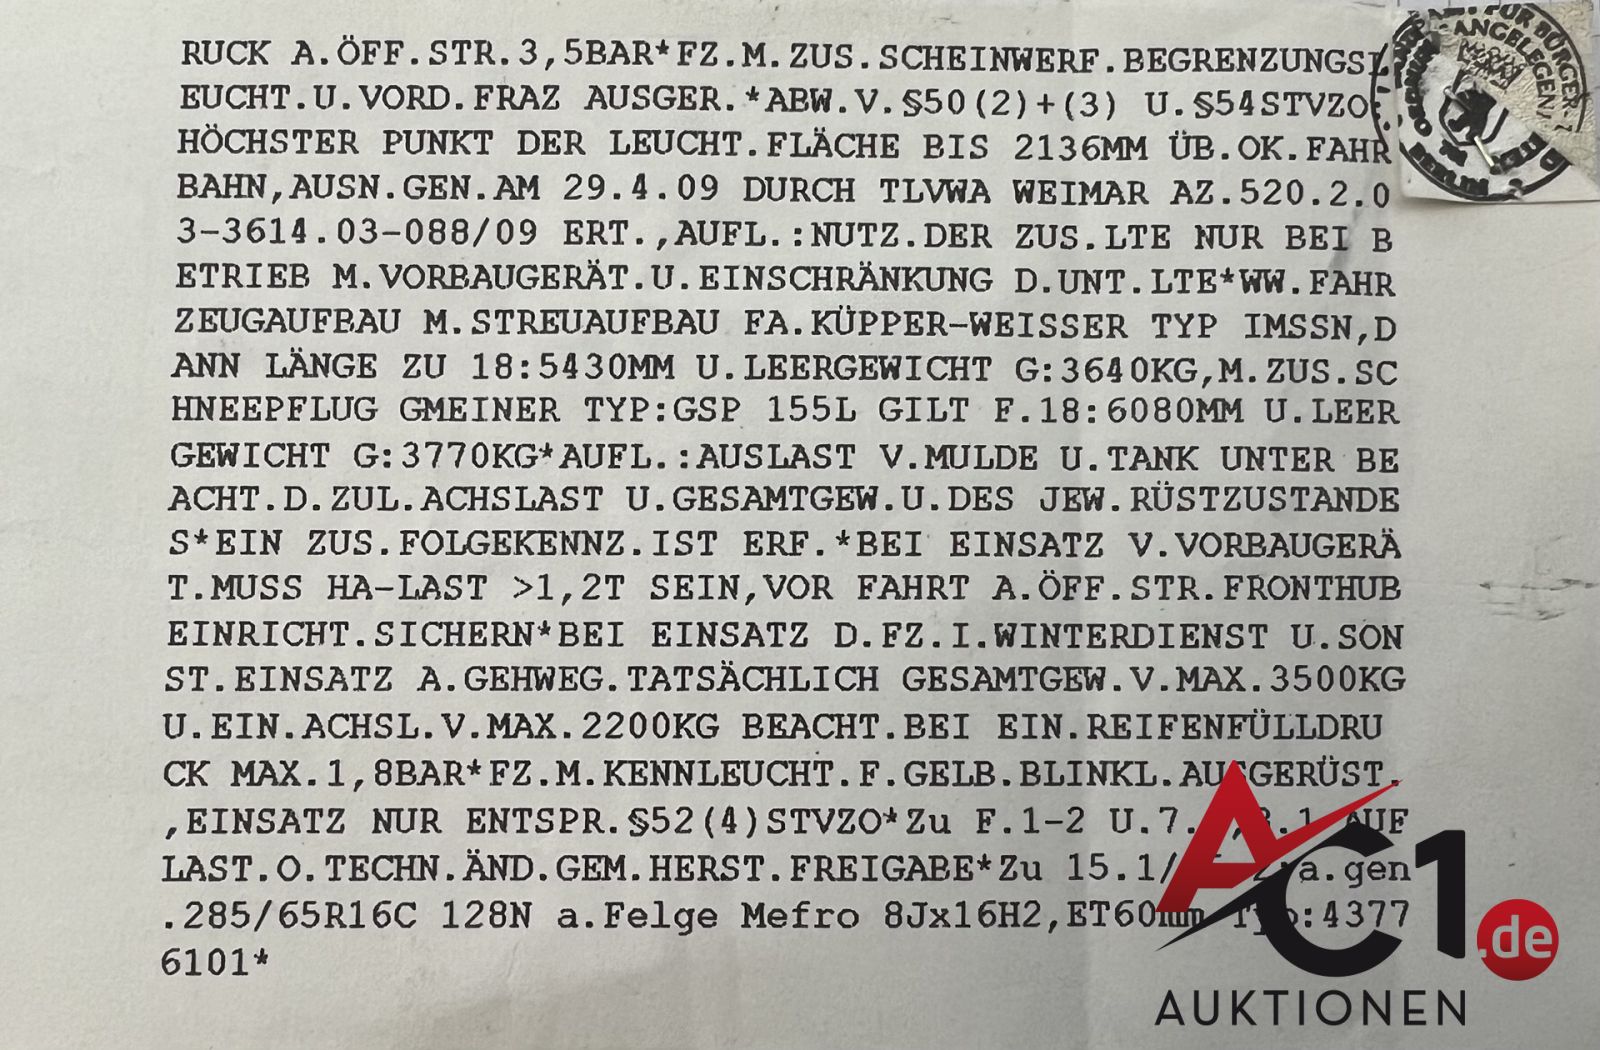 RUCK A.ÖFF.STR.3,5BAR*FZ.M.ZUS.SCHEINWERF.BEGRENZUNGSL
EUCHT.U.VORD.FRAZ AUSGER.*ABW.V.§50(2)+(3) U.§54STVZO
HÖCHSTER PUNKT DER LEUCHT.FLÄCHE BIS 2136MM ÜB.OK.FAHR
BAHN,AUSN.GEN.AM 29.4.09 DURCH TLVWA WEIMAR AZ.520.2.0
3-3614.03-088/09 ERT.,AUFL.:NUTZ.DER ZUS.LTE NUR BEI B
ETRIEB M.VORBAUGERÄT.U.EINSCHRÄNKUNG D.UNT.LTE*WW.FAHR
ZEUGAUFBAU M.STREUAUFBAU FA.KÜPPER-WEISSER TYP IMSSN,D
ANN LÄNGE ZU 18:5430MM U.LEERGEWICHT G:3640KG,M.ZUS.SC
HNEEPFLUG GMEINER TYP:GSP 155L GILT F.18:6080MM U.LEER
GEWICHT G:3770KG*AUFL.:AUSLAST V.MULDE U.TANK UNTER BE
ACHT.D.ZUL.ACHSLAST U.GESAMTGEW.U.DES JEW.RÜSTZUSTANDE
S*EIN ZUS.FOLGEKENNZ.IST ERF.*BEI EINSATZ V.VORBAUGERÄ
T.MUSS HA-LAST >1,2T SEIN,VOR FAHRT A.ÖFF.STR.FRONTHUB
EINRICHT.SICHERN*BEI EINSATZ D.FZ.I.WINTERDIENST U.SON
ST.EINSATZ A.GEHWEG.TATSÄCHLICH GESAMTGEW.V.MAX.3500KG
U.EIN.ACHSL.V.MAX.2200KG BEACHT.BEI EIN.REIFENFÜLLDRU
CK MAX.1,8BAR*FZ.M.KENNLEUCHT.F.GELB.BLINKL.AUSGERÜST.
,EINSATZ NUR ENTSPR.§52(4)STVZO*Zu F.1-2 U.7. AUF
LAST.O.TECHN.ÄND.GEM.HERST.FREIGABE*Zu 15.1/ a.gen
.285/65R16C 128N a.Felge Mefro 8Jx16H2,ET60mm Typ:4377
6101*
FÜR BÜRGER-
ANGELEGEN
BERLIN
AC1.de
AUKTIONEN